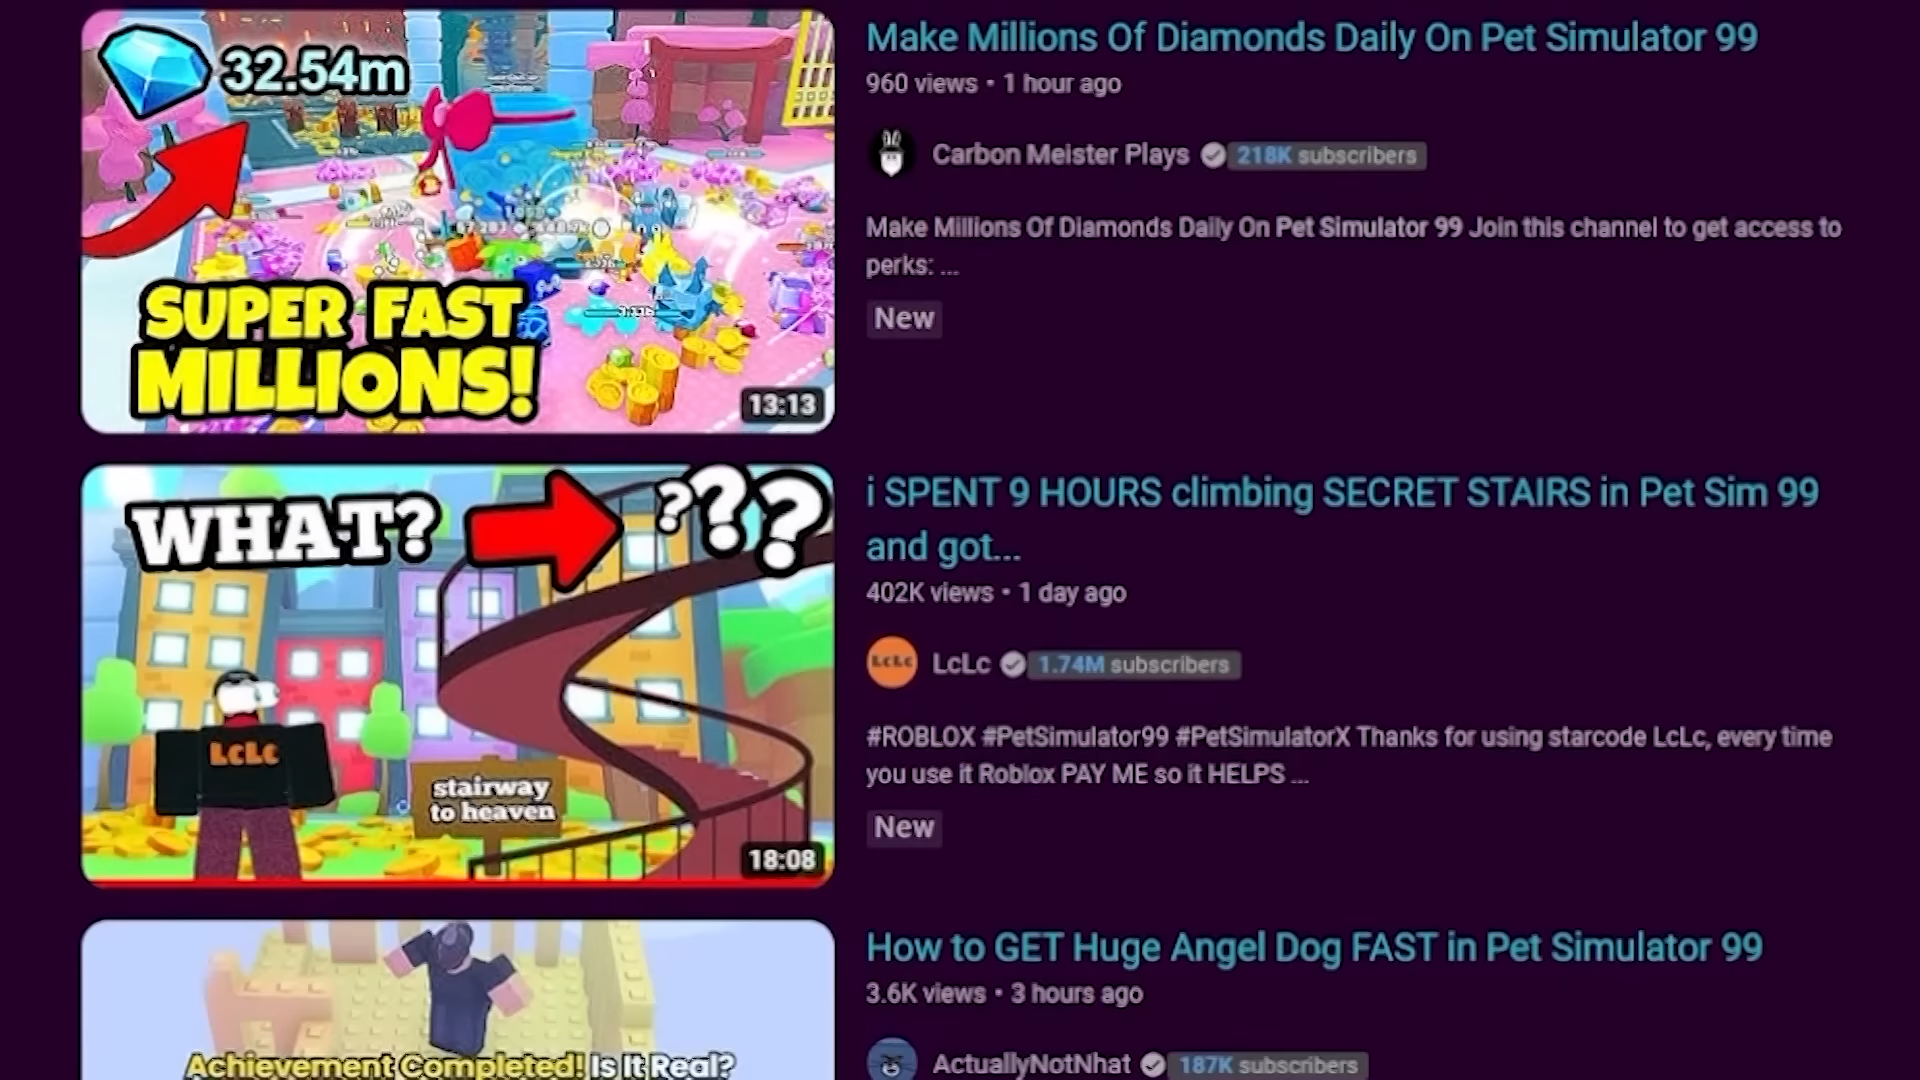 32.54m
SUPER FAST
MILLIONS!
13:13
Make Millions Of Diamonds Daily On Pet Simulator 99
960 views • 1 hour ago
Carbon Meister Plays 218K subscribers
Make Millions Of Diamonds Daily On Pet Simulator 99 Join this channel to get access to
perks: ...
New
WHAT? ???
LcLc
stairway
to heaven
18:08
i SPENT 9 HOURS climbing SECRET STAIRS in Pet Sim 99
and got...
402K views • 1 day ago
LcLc
LcLc 1.74M subscribers
#ROBLOX #PetSimulator99 #PetSimulatorX Thanks for using starcode LcLc, every time
you use it Roblox PAY ME so it HELPS ...
New
Achievement Completed! Is It Real?
How to GET Huge Angel Dog FAST in Pet Simulator 99
3.6K views • 3 hours ago
ActuallyNotNhat 187K subscribers